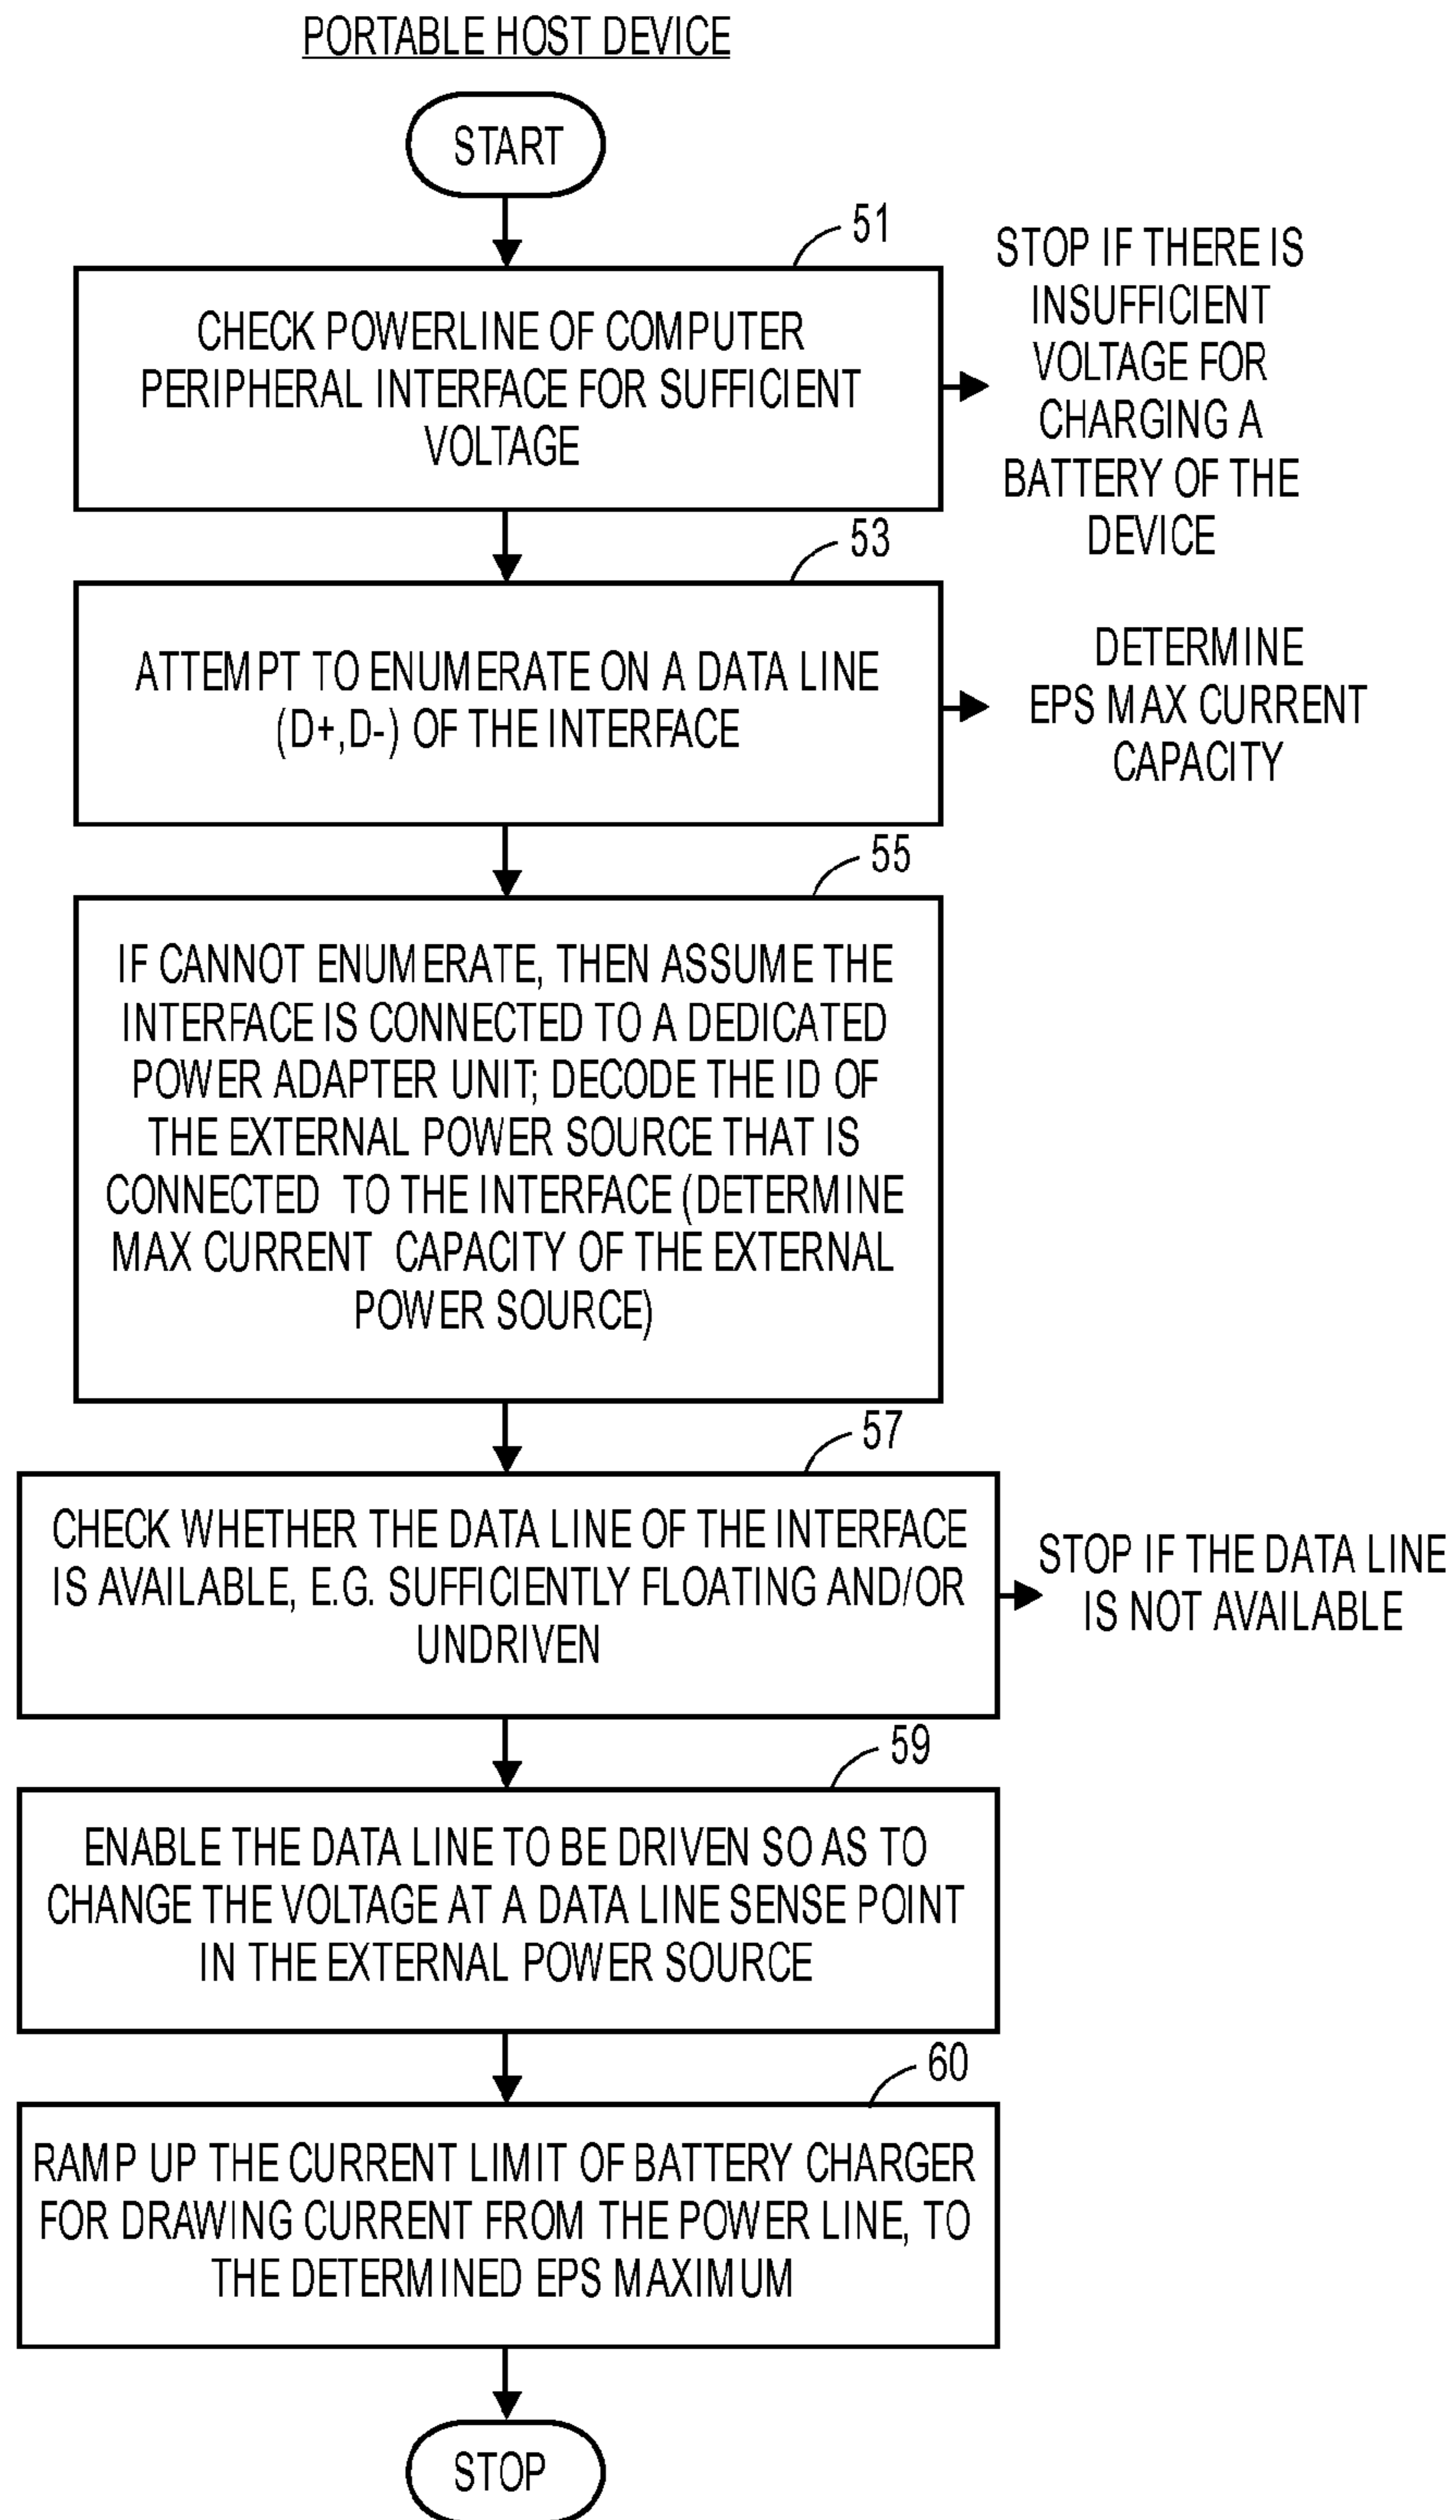 PORTABLE HOST DEVICE
START
51
CHECK POWERLINE OF COMPUTER
PERIPHERAL INTERFACE FOR SUFFICIENT
VOLTAGE
STOP IF THERE IS
INSUFFICIENT
VOLTAGE FOR
CHARGING A
BATTERY OF THE
DEVICE
53
ATTEMPT TO ENUMERATE ON A DATA LINE
(D+,D-) OF THE INTERFACE
DETERMINE
EPS MAX CURRENT
CAPACITY
55
IF CANNOT ENUMERATE, THEN ASSUME THE
INTERFACE IS CONNECTED TO A DEDICATED
POWER ADAPTER UNIT; DECODE THE ID OF
THE EXTERNAL POWER SOURCE THAT IS
CONNECTED TO THE INTERFACE (DETERMINE
MAX CURRENT CAPACITY OF THE EXTERNAL
POWER SOURCE)
57
CHECK WHETHER THE DATA LINE OF THE INTERFACE
IS AVAILABLE, E.G. SUFFICIENTLY FLOATING AND/OR
UNDRIVEN
STOP IF THE DATA LINE
IS NOT AVAILABLE
59
ENABLE THE DATA LINE TO BE DRIVEN SO AS TO
CHANGE THE VOLTAGE AT A DATA LINE SENSE POINT
IN THE EXTERNAL POWER SOURCE
60
RAMP UP THE CURRENT LIMIT OF BATTERY CHARGER
FOR DRAWING CURRENT FROM THE POWER LINE, TO
THE DETERMINED EPS MAXIMUM
STOP